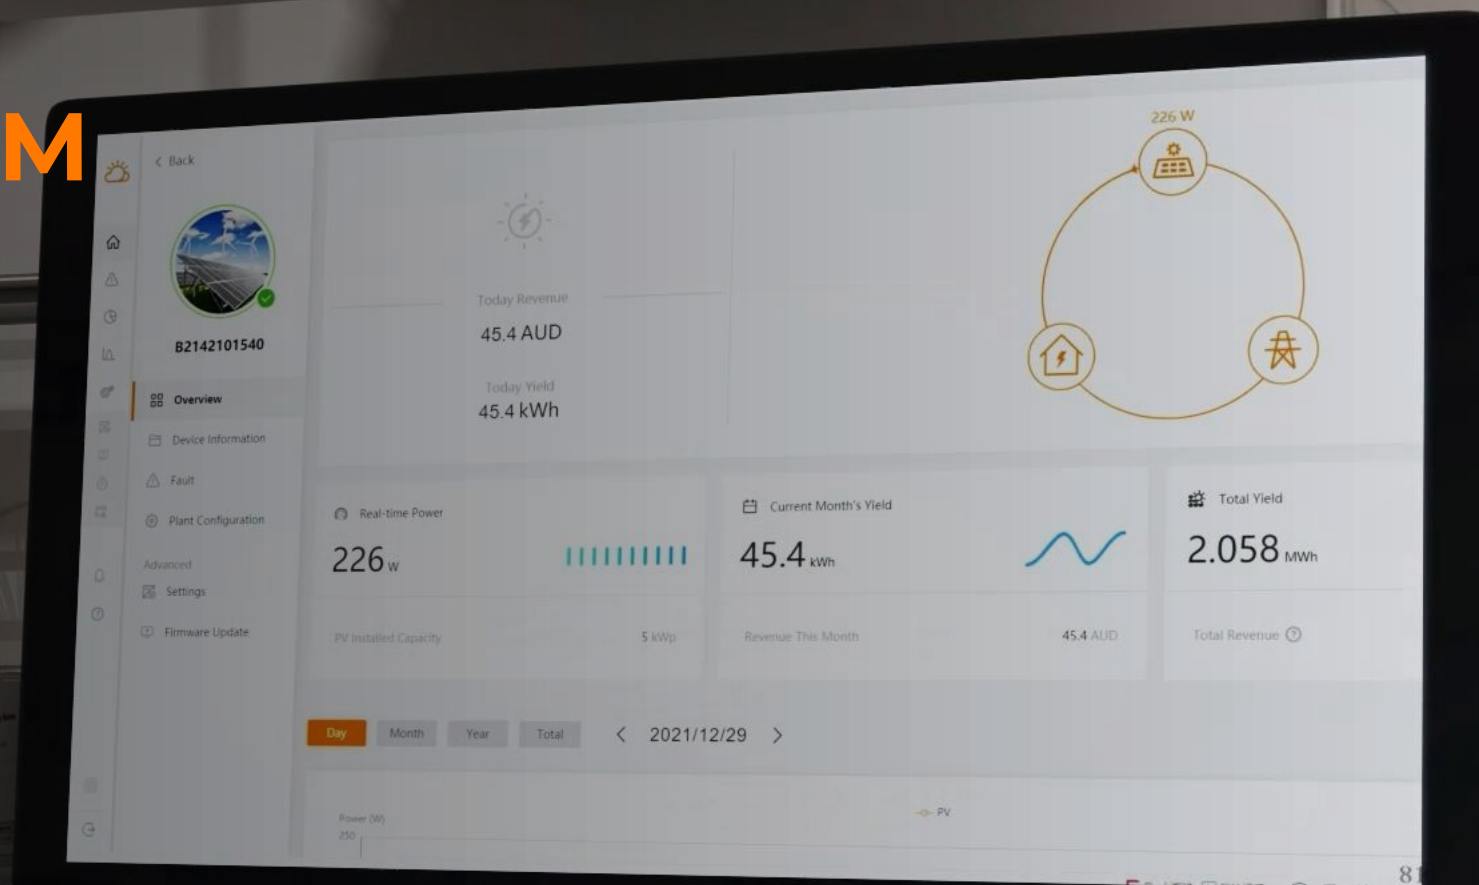 M
226 W
< Back
B2142101540
Overview
Device Information
Fault
Plant Configuration
Advanced
Settings
Firmware Update
Today Revenue
45.4 AUD
Today Yield
45.4 kWh
Real-time Power
226 W
PV Installed Capacity 5 kWp
Current Month's Yield
45.4 kWh
Revenue This Month 45.4 AUD
Total Yield
2.058 MWh
Total Revenue
Day Month Year Total < 2021/12/29 >
Power (W)
250
PV
81